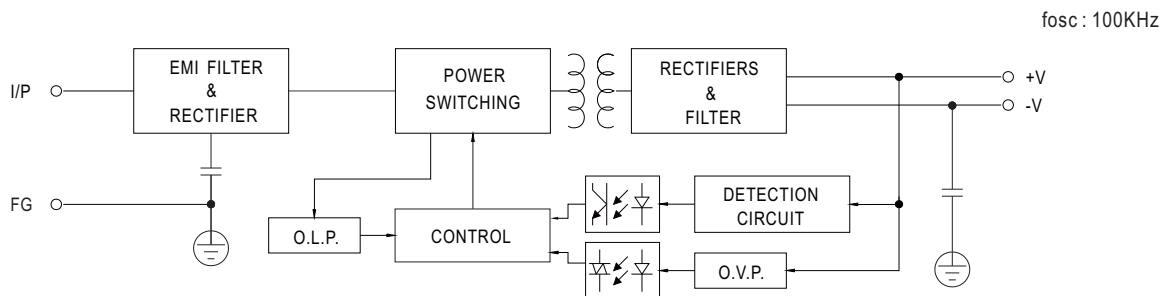 fosc : 100KHz
I/P
EMI FILTER
&
RECTIFIER
POWER
SWITCHING
RECTIFIERS
&
FILTER
+V
-V
FG
O.L.P.
CONTROL
DETECTION
CIRCUIT
O.V.P.